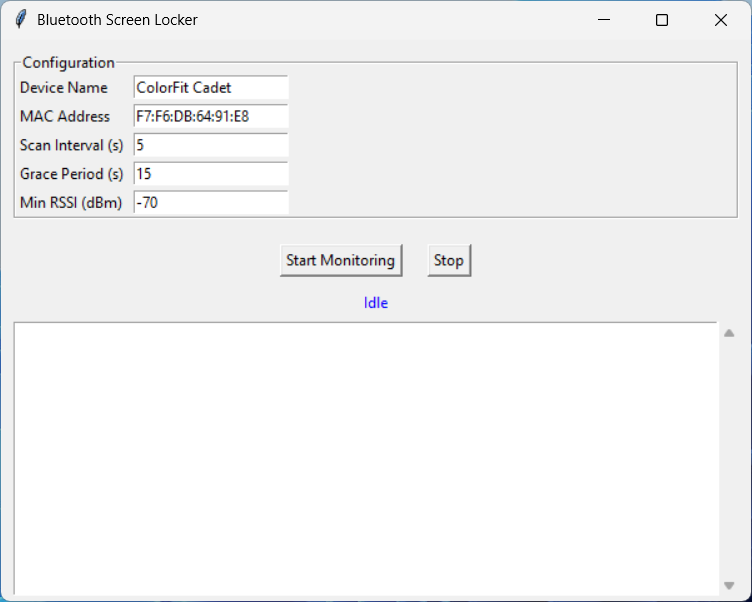 Bluetooth Screen Locker
Configuration
Device Name ColorFit Cadet
MAC Address F7:F6:DB:64:91:E8
Scan Interval (s) 5
Grace Period (s) 15
Min RSSI (dBm) -70
Start Monitoring Stop
Idle